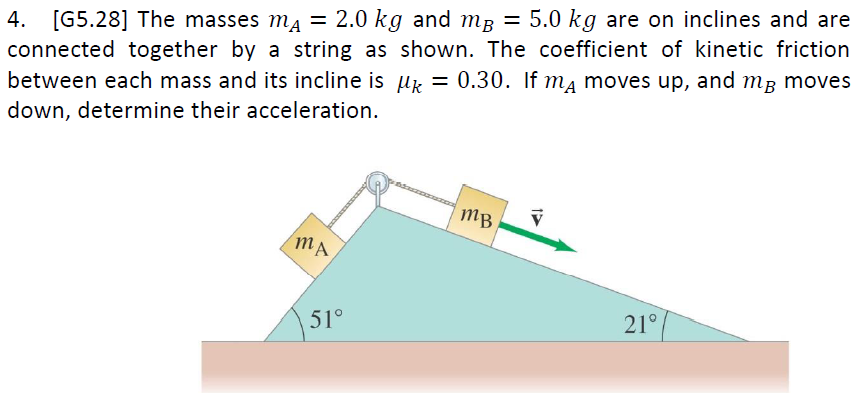 4. [G5.28] The masses m_A = 2.0 kg and m_B = 5.0 kg are on inclines and are
connected together by a string as shown. The coefficient of kinetic friction
between each mass and its incline is μ_k = 0.30. If m_A moves up, and m_B moves
down, determine their acceleration.
m_B v⃗
m_A
51° 21°